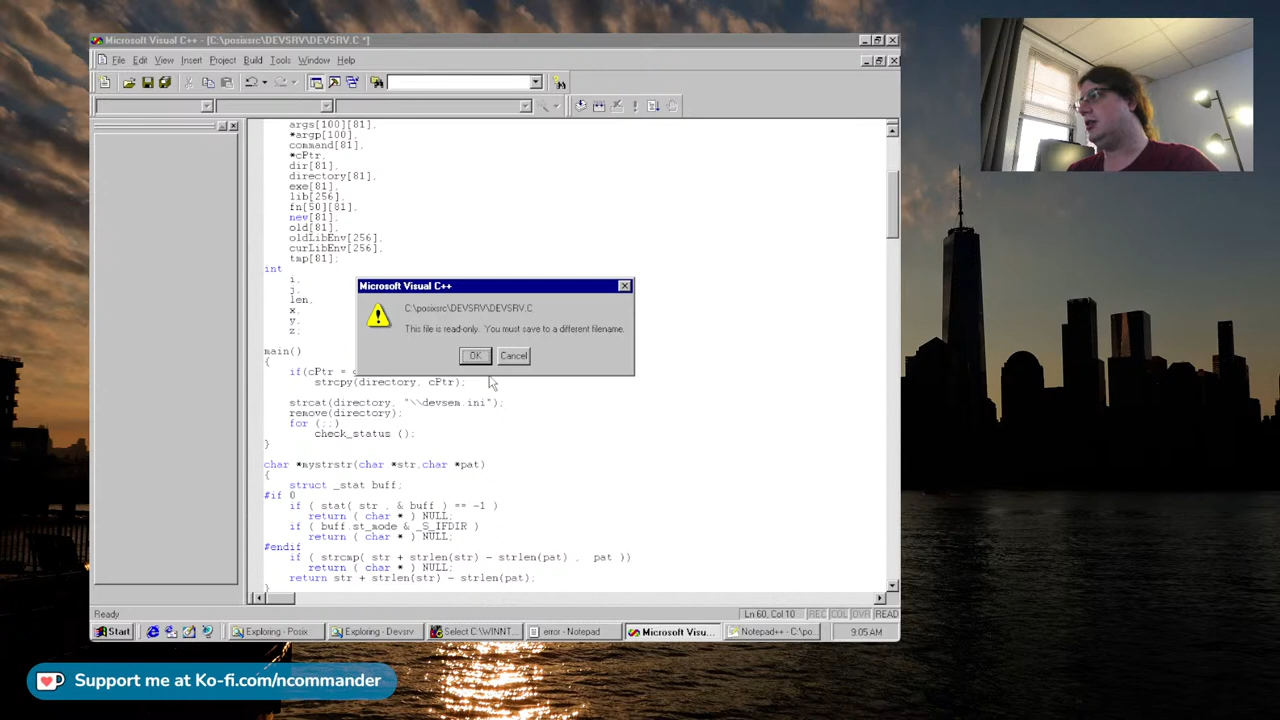 Microsoft Visual C++ - [C:\posixsrc\DEVSRV\DEVSRV.C *]
File Edit View Insert Project Build Tools Window Help
args[100][81],
*argp[100],
command[81],
*cPtr,
dir[81],
directory[81],
exe[81],
lib[256],
fn[50][81],
new[81],
old[81],
oldLibEnv[256],
curLibEnv[256],
tmp[81];
int
i,
j,
len,
x,
y,
z;
main()
{
if(cPtr =
strcpy(directory, cPtr);
strcat(directory, "\\devsem.ini");
remove(directory);
for (;;)
check_status ();
}
char *mystrstr(char *str,char *pat)
{
struct _stat buff;
#if 0
if ( stat( str , & buff ) == -1 )
return ( char * ) NULL;
if ( buff.st_mode & _S_IFDIR )
return ( char * ) NULL;
#endif
if ( strcmp( str + strlen(str) - strlen(pat) , pat ))
return ( char * ) NULL;
return str + strlen(str) - strlen(pat);
}
Microsoft Visual C++
C:\posixsrc\DEVSRV\DEVSRV.C
This file is read-only. You must save to a different filename.
OK Cancel
Ready Ln 60, Col 10 REC COL OVR READ
Start Exploring - Posix Exploring - Devsrv Select C:\WINNT... error - Notepad Microsoft Visu... Notepad++ - C:\po... 9:05 AM
Support me at Ko-fi.com/ncommander